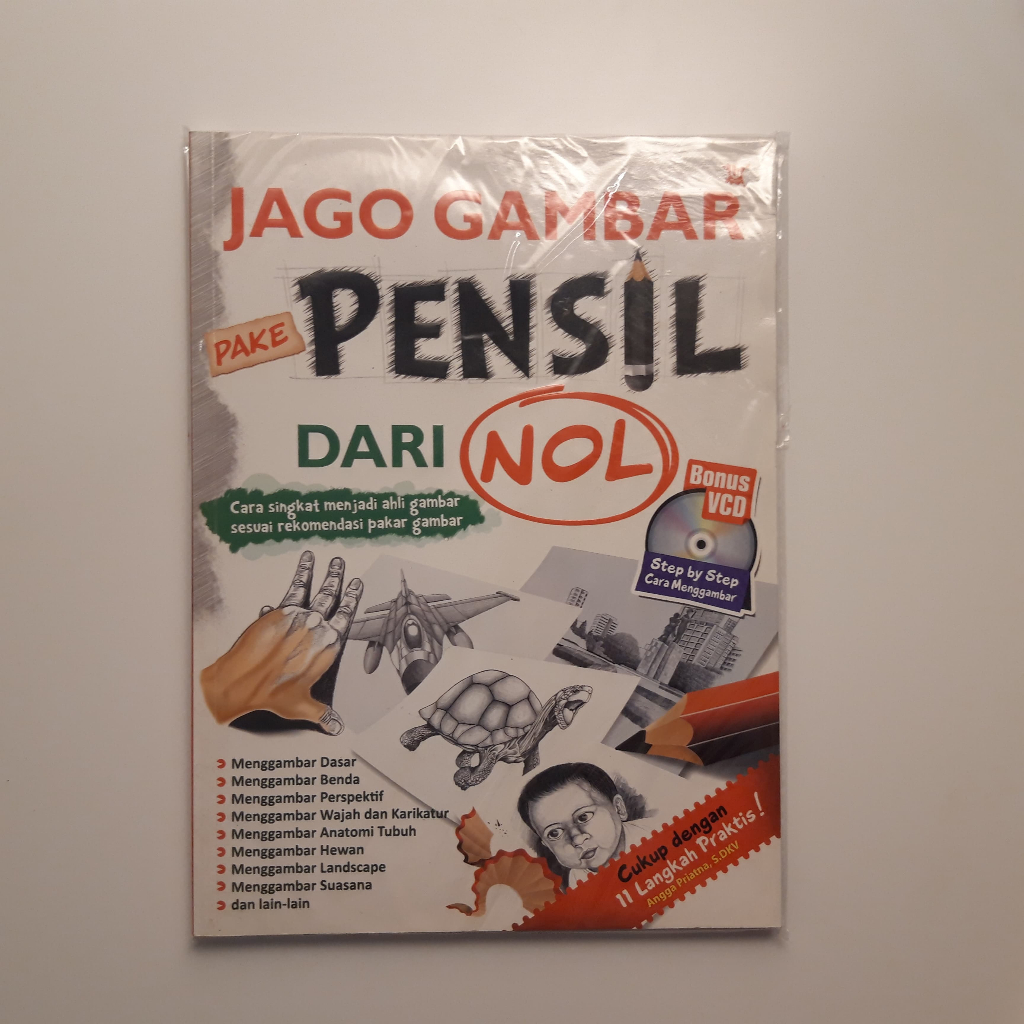 JAGO GAMBAR
PAKE PENSIL
DARI NOL
Cara singkat menjadi ahli gambar
sesuai rekomendasi pakar gambar
Bonus
VCD
Step by Step
Cara Menggambar
Menggambar Dasar
Menggambar Benda
Menggambar Perspektif
Menggambar Wajah dan Karikatur
Menggambar Anatomi Tubuh
Menggambar Hewan
Menggambar Landscape
Menggambar Suasana
dan lain-lain
Cukup dengan
11 Langkah Praktis!
Angga Priatna, S.DKV